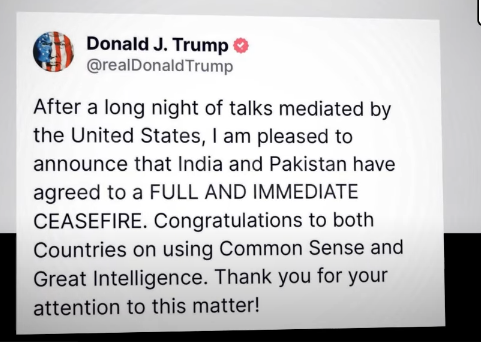 Donald J. Trump
@realDonaldTrump
After a long night of talks mediated by
the United States, I am pleased to
announce that India and Pakistan have
agreed to a FULL AND IMMEDIATE
CEASEFIRE. Congratulations to both
Countries on using Common Sense and
Great Intelligence. Thank you for your
attention to this matter!